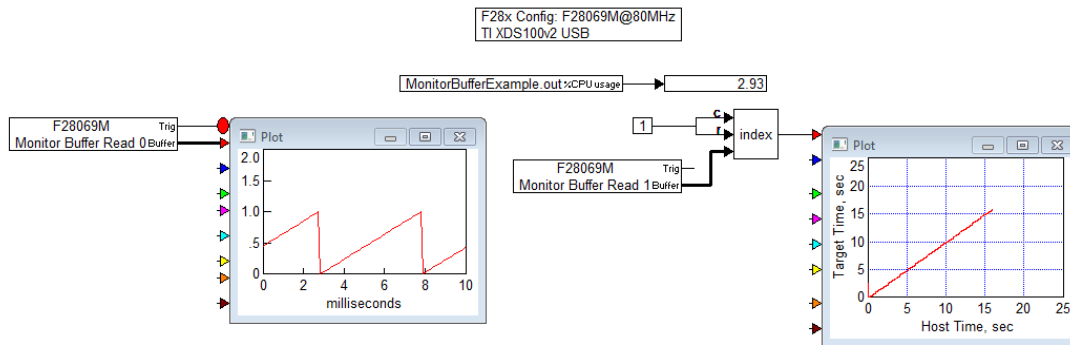 F28x Config: F28069M@80MHz
TI XDS100v2 USB
MonitorBufferExample.out %CPU usage
2.93
F28069M Trig
Monitor Buffer Read 0 Buffer
Plot
2.0
1.5
1.0
.5
0
0 2 4 6 8 10
milliseconds
1
c
r
index
F28069M Trig
Monitor Buffer Read 1 Buffer
Plot
Target Time, sec
25
20
15
10
5
0
0 5 10 15 20 25
Host Time, sec